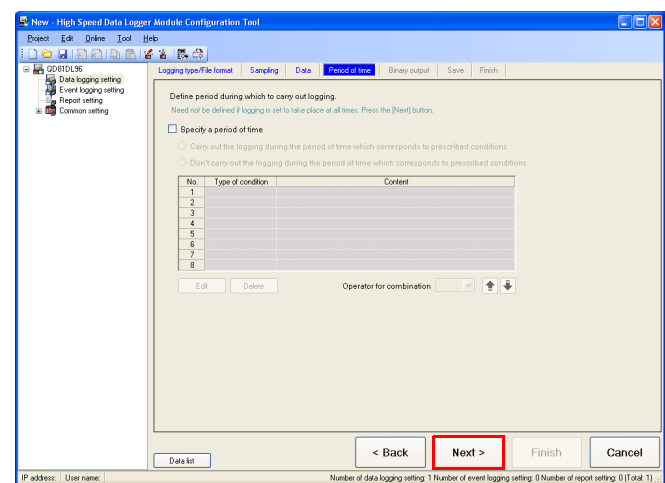 New - High Speed Data Logger Module Configuration Tool
Project Edit Online Tool Help
QD81DL96
Data logging setting
Event logging setting
Report setting
Common setting
Logging type/File format Sampling Data Period of time Binary output Save Finish
Define period during which to carry out logging.
Need not be defined if logging is set to take place at all times. Press the [Next] button.
Specify a period of time
Carry out the logging during the period of time which corresponds to prescribed conditions
Don't carry out the logging during the period of time which corresponds to prescribed conditions
No. Type of condition Content
1
2
3
4
5
6
7
8
Edit Delete Operator for combination
Data list < Back Next > Finish Cancel
IP address: User name: Number of data logging setting: 1 Number of event logging setting: 0 Number of report setting: 0 (Total: 1)